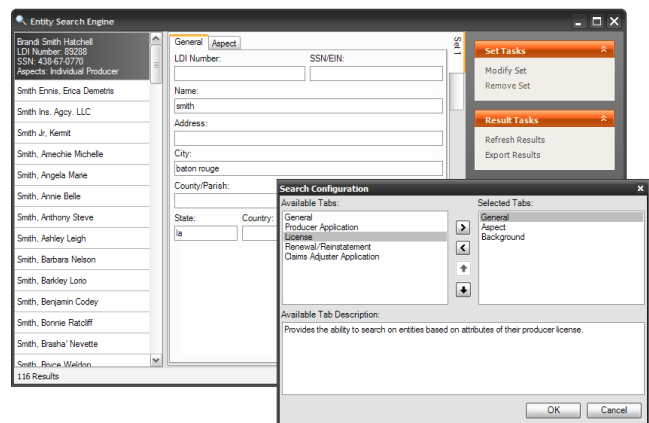 Entity Search Engine
Brandi Smith Hatchell
LDI Number: 89288
SSN: 438-67-0770
Aspects: Individual Producer
Smith Ennis, Erica Demetris
Smith Ins. Agcy. LLC
Smith Jr, Kermit
Smith, Amechie Michelle
Smith, Angela Marie
Smith, Annie Belle
Smith, Anthony Steve
Smith, Ashley Leigh
Smith, Barbara Nelson
Smith, Barkley Lorio
Smith, Benjamin Codey
Smith, Bonnie Ratcliff
Smith, Brasha' Nevette
Smith, Bryce Weldon
116 Results
General Aspect
LDI Number: SSN/EIN:
Name:
smith
Address:
City:
baton rouge
County/Parish:
State: Country:
la
Set 1
Set Tasks
Modify Set
Remove Set
Result Tasks
Refresh Results
Export Results
Search Configuration
Available Tabs:
General
Producer Application
License
Renewal/Reinstatement
Claims Adjuster Application
Selected Tabs:
General
Aspect
Background
Available Tab Description:
Provides the ability to search on entities based on attributes of their producer license.
OK Cancel